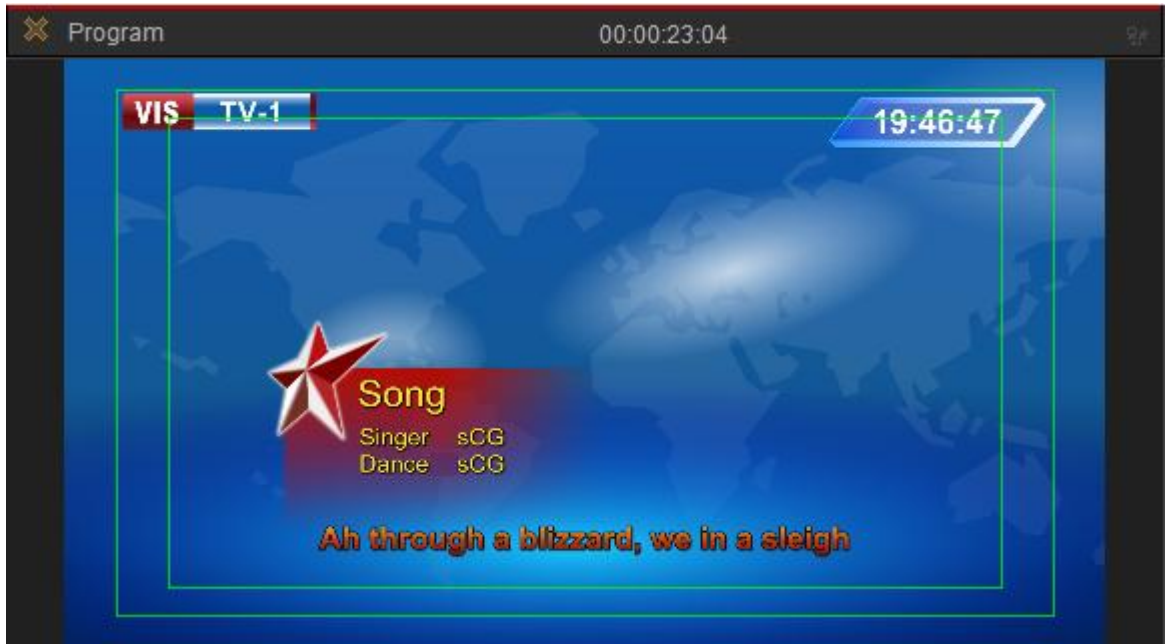 Program 00:00:23:04
VIS TV-1
19:46:47
Song
Singer sCG
Dance sCG
Ah through a blizzard, we in a sleigh